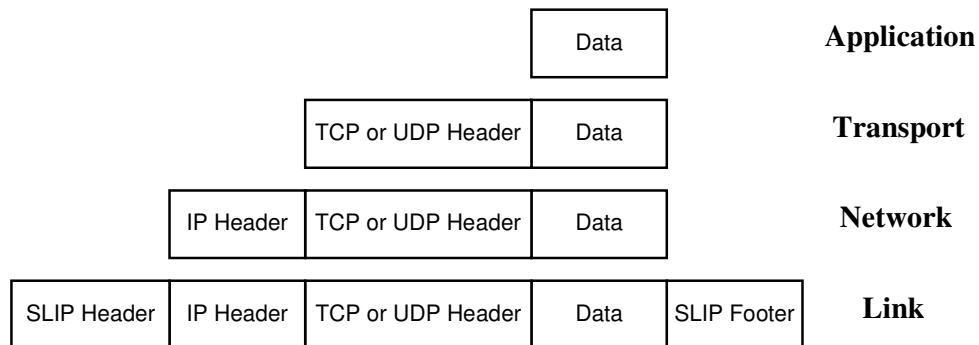 Data Application
TCP or UDP Header Data Transport
IP Header TCP or UDP Header Data Network
SLIP Header IP Header TCP or UDP Header Data SLIP Footer Link